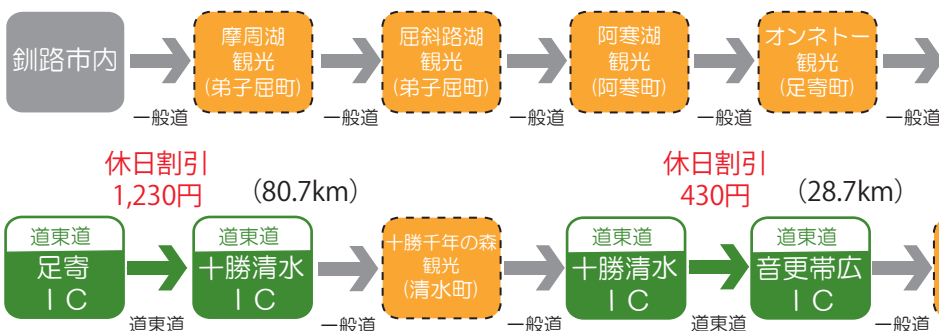 釧路市内
摩周湖
観光
(弟子屈町)
屈斜路湖
観光
(弟子屈町)
阿寒湖
観光
(阿寒町)
オンネトー
観光
(足寄町)
一般道
一般道
一般道
一般道
一般道
休日割引
1,230円
(80.7km)
休日割引
430円
(28.7km)
道東道
足寄
IC
道東道
十勝清水
IC
十勝千年の森
観光
(清水町)
道東道
十勝清水
IC
道東道
音更帯広
IC
道東道
一般道
一般道
道東道
一般道